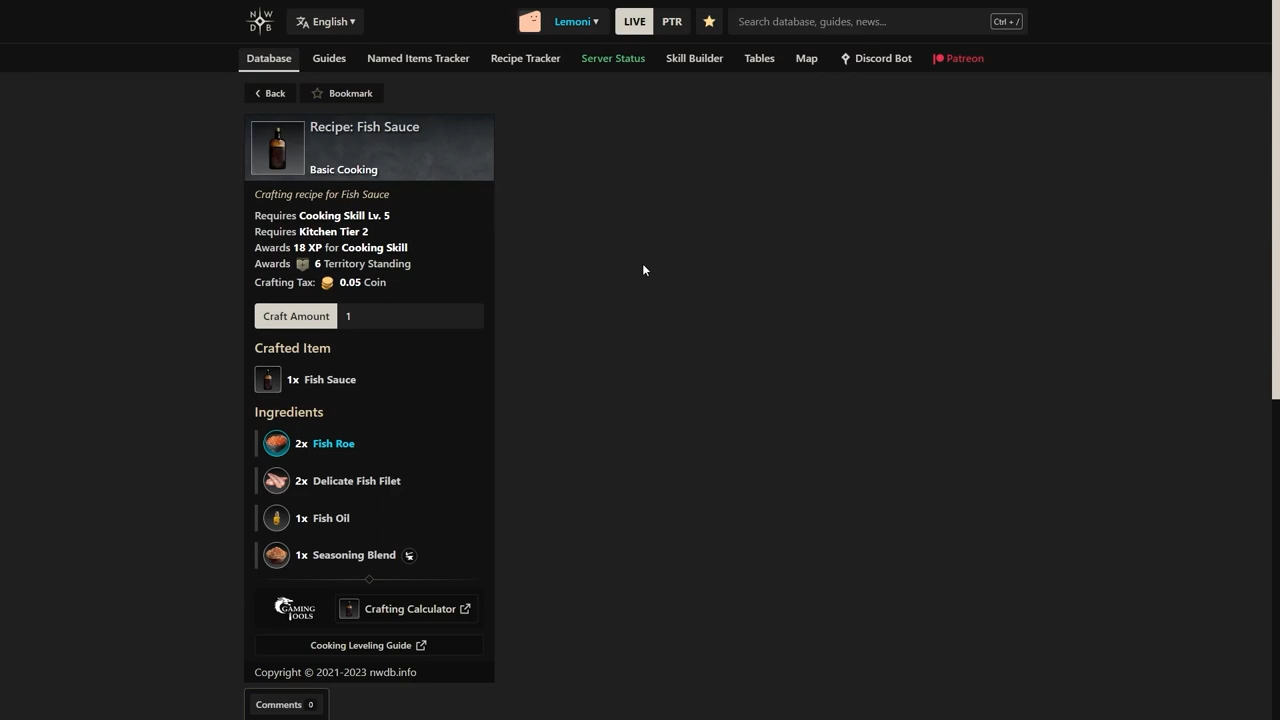 NW
DB
English ▾
Lemoni ▾
LIVE
PTR
Search database, guides, news...
Ctrl + /
Database
Guides
Named Items Tracker
Recipe Tracker
Server Status
Skill Builder
Tables
Map
Discord Bot
Patreon
Back
Bookmark
Recipe: Fish Sauce
Basic Cooking
Crafting recipe for Fish Sauce
Requires Cooking Skill Lv. 5
Requires Kitchen Tier 2
Awards 18 XP for Cooking Skill
Awards 6 Territory Standing
Crafting Tax: 0.05 Coin
Craft Amount 1
Crafted Item
1x Fish Sauce
Ingredients
2x Fish Roe
2x Delicate Fish Filet
1x Fish Oil
1x Seasoning Blend
GAMING
TOOLS
Crafting Calculator
Cooking Leveling Guide
Copyright © 2021-2023 nwdb.info
Comments 0